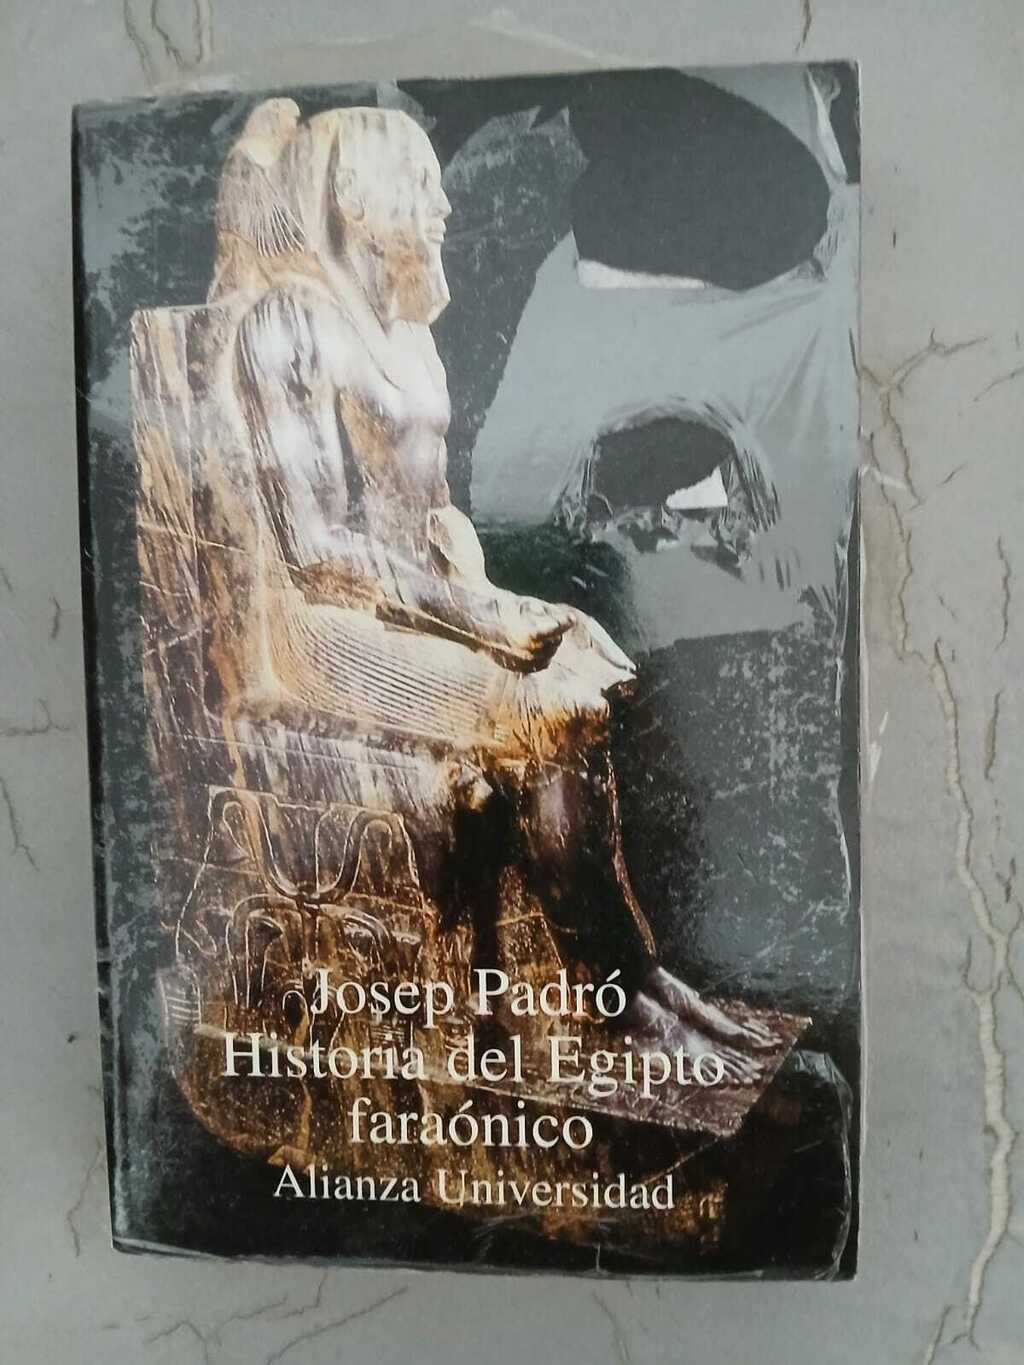 Josep Padró
Historia del Egipto
faraónico
Alianza Universidad